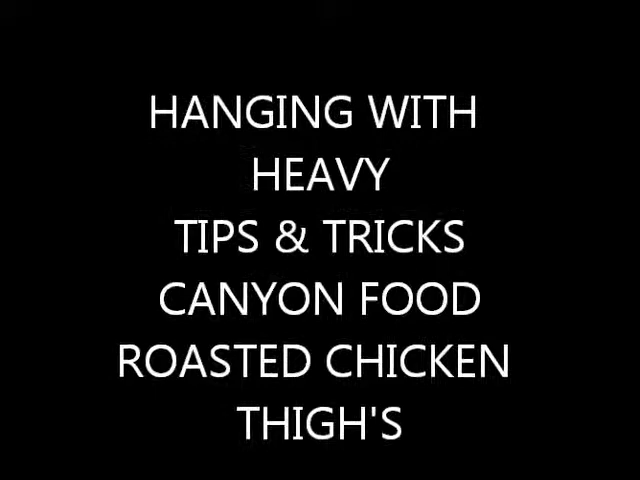 HANGING WITH
HEAVY
TIPS & TRICKS
CANYON FOOD
ROASTED CHICKEN
THIGH'S